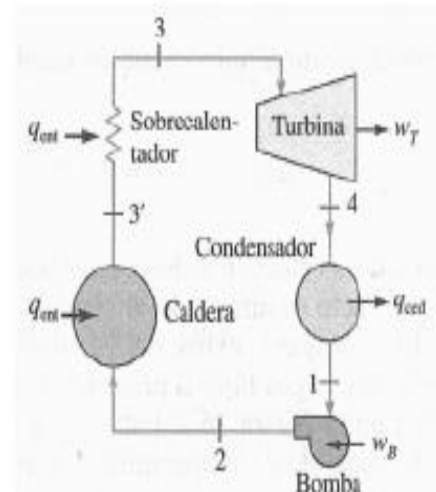 3
q_ent
Sobrecalen-
tador
Turbina
w_T
4
3'
Condensador
q_ent
Caldera
q_ced
1
2
w_B
Bomba